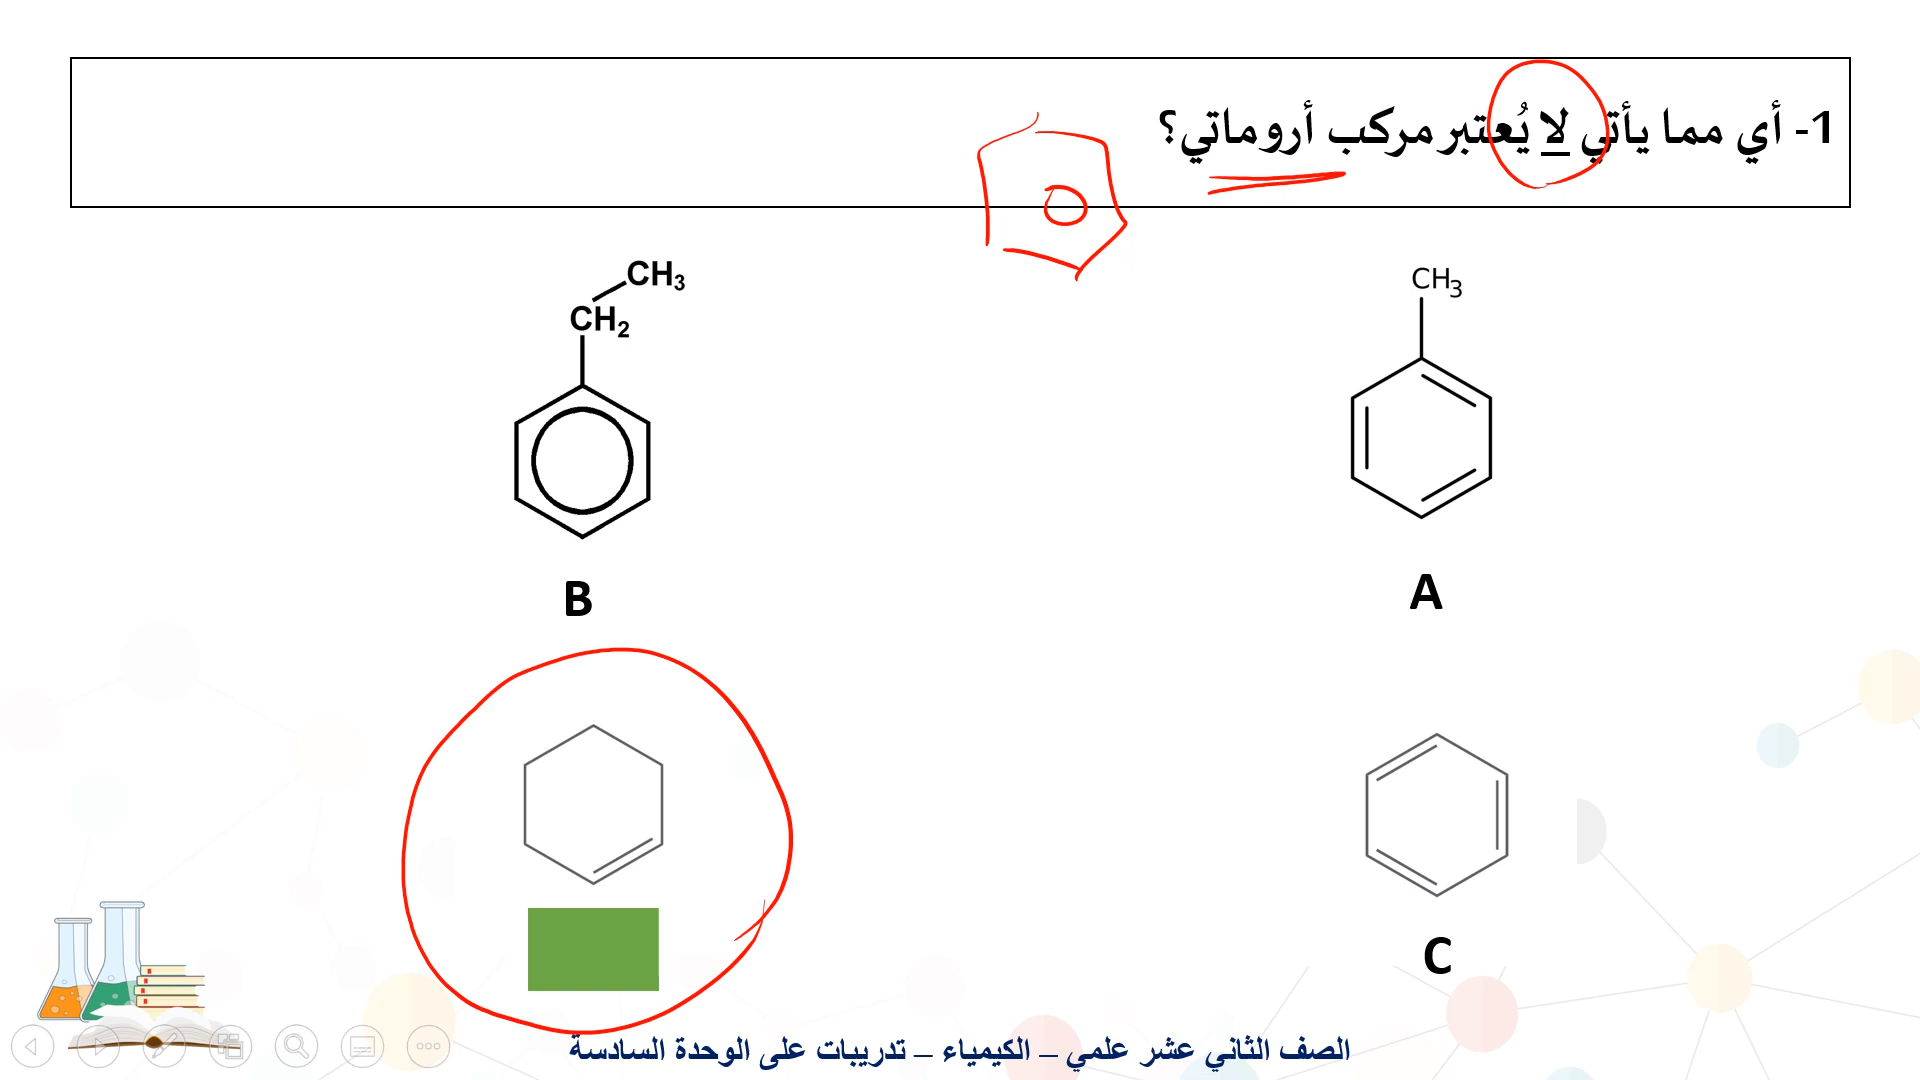 1- أي مما يأتي لا يُعتبر مركب أروماتي؟
CH3
A
CH3
CH2
B
C
الصف الثاني عشر علمي – الكيمياء – تدريبات على الوحدة السادسة